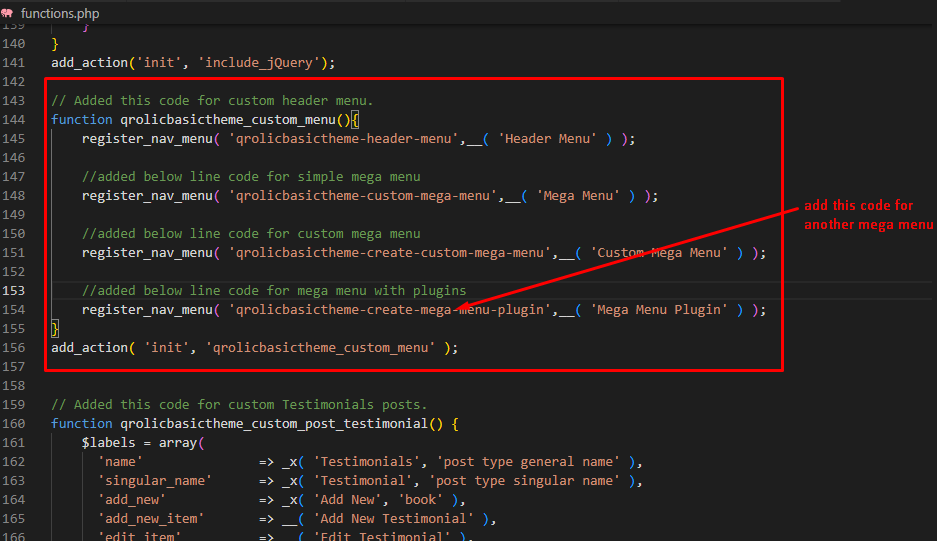 functions.php
139 }
140 }
141 add_action('init', 'include_jQuery');
142
143 // Added this code for custom header menu.
144 function qrolicbasictheme_custom_menu(){
145 register_nav_menu( 'qrolicbasictheme-header-menu',__( 'Header Menu' ) );
146
147 //added below line code for simple mega menu
148 register_nav_menu( 'qrolicbasictheme-custom-mega-menu',__( 'Mega Menu' ) );
149
150 //added below line code for custom mega menu
151 register_nav_menu( 'qrolicbasictheme-create-custom-mega-menu',__( 'Custom Mega Menu' ) );
152
153 //added below line code for mega menu with plugins
154 register_nav_menu( 'qrolicbasictheme-create-mega-menu-plugin',__( 'Mega Menu Plugin' ) );
155 }
156 add_action( 'init', 'qrolicbasictheme_custom_menu' );
157
158
159 // Added this code for custom Testimonials posts.
160 function qrolicbasictheme_custom_post_testimonial() {
161 $labels = array(
162 'name' => _x( 'Testimonials', 'post type general name' ),
163 'singular_name' => _x( 'Testimonial', 'post type singular name' ),
164 'add_new' => _x( 'Add New', 'book' ),
165 'add_new_item' => __( 'Add New Testimonial' ),
166 'edit_item' => __( 'Edit Testimonial' ),
add this code for
another mega menu